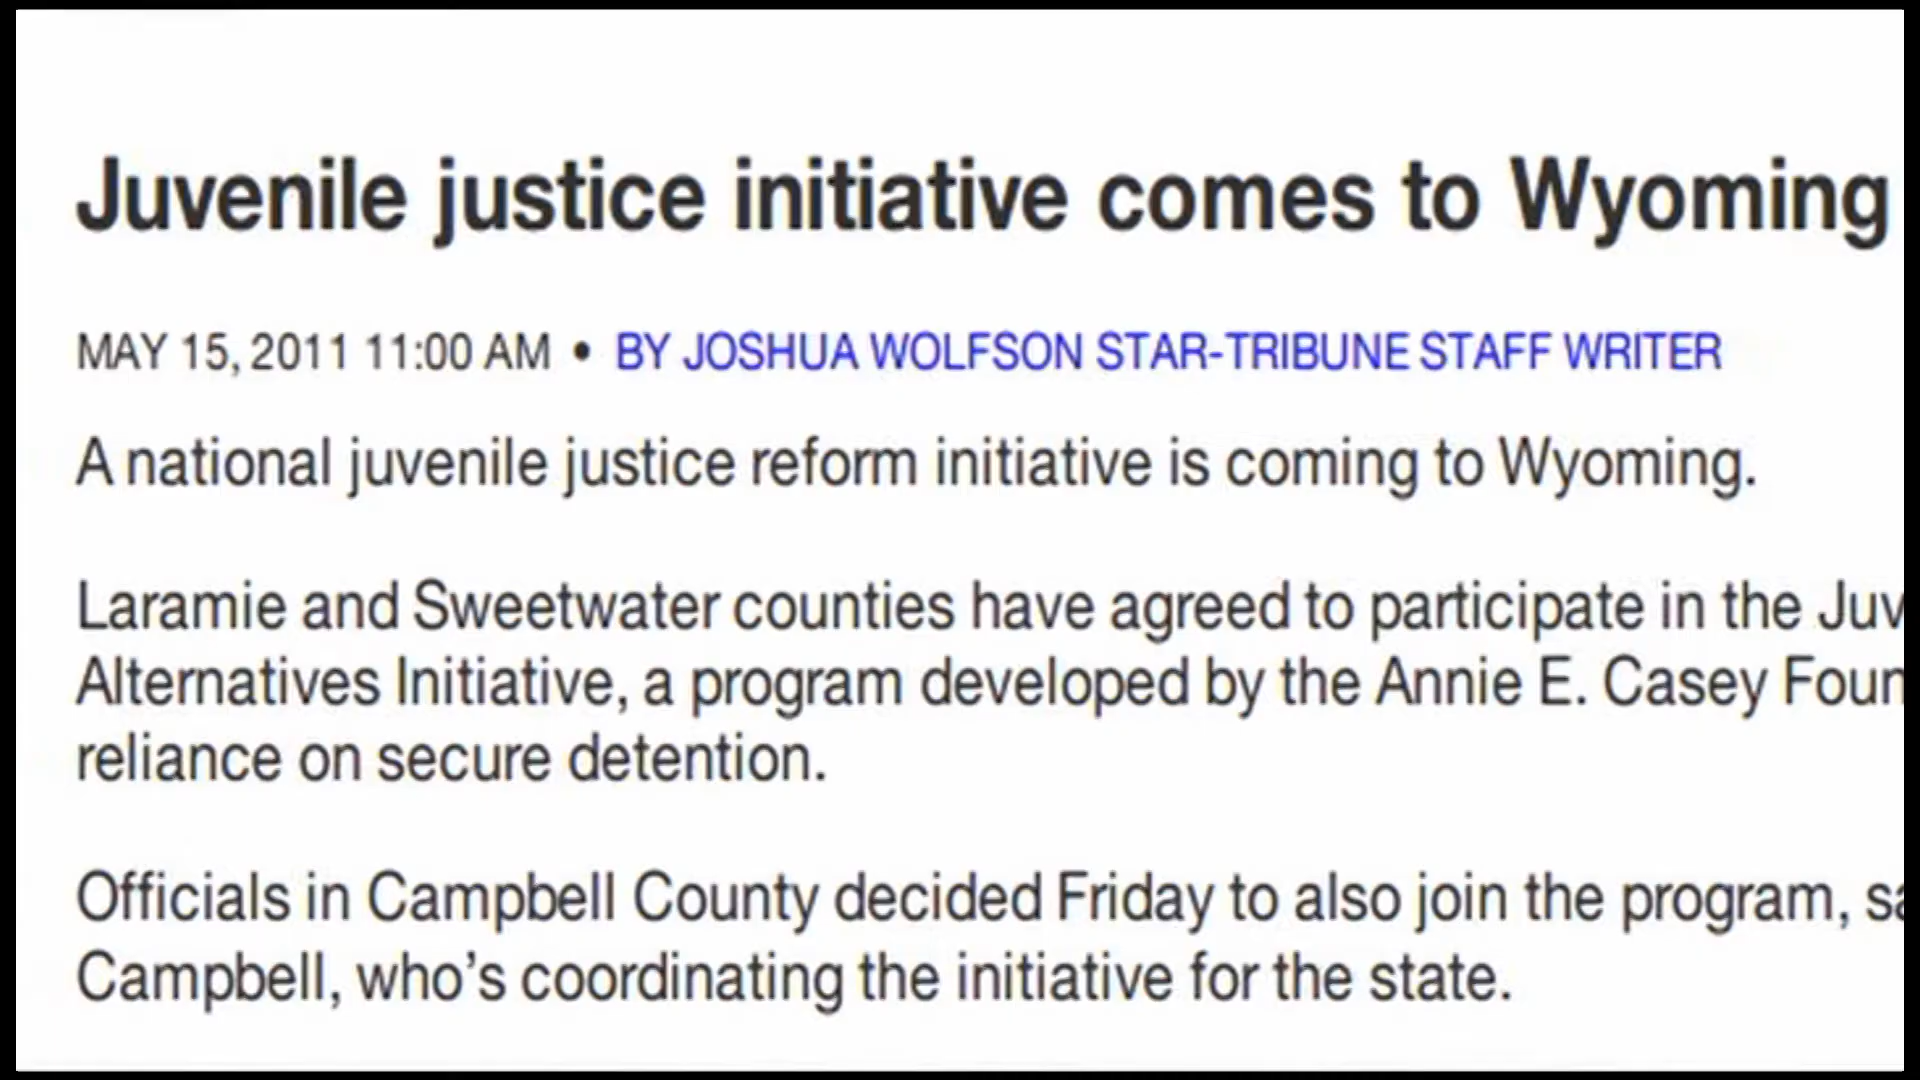 Juvenile justice initiative comes to Wyoming
MAY 15, 2011 11:00 AM • BY JOSHUA WOLFSON STAR-TRIBUNE STAFF WRITER
A national juvenile justice reform initiative is coming to Wyoming.
Laramie and Sweetwater counties have agreed to participate in the
Alternatives Initiative, a program developed by the Annie E. Casey
reliance on secure detention.
Officials in Campbell County decided Friday to also join the program,
Campbell, who’s coordinating the initiative for the state.